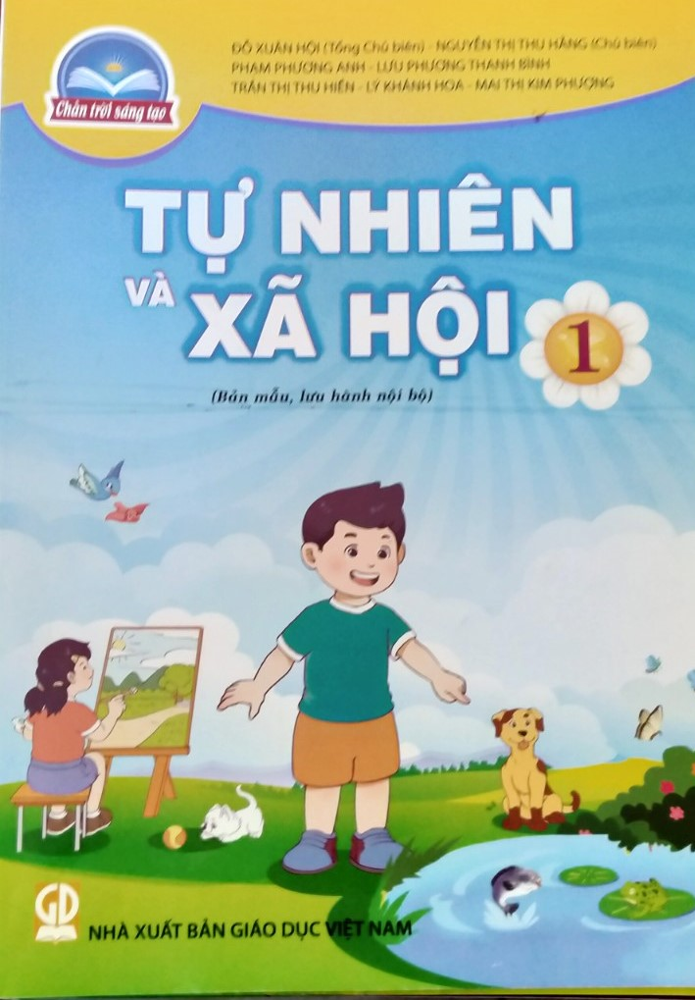 ĐỖ XUÂN HỘI (Tổng Chủ biên) - NGUYỄN THỊ THU HẰNG (Chủ biên)
PHẠM PHƯƠNG ANH - LƯU PHƯƠNG THANH BÌNH
TRẦN THỊ THU HIỀN - LÝ KHÁNH HOA - MAI THỊ KIM PHƯỢNG
Chân trời sáng tạo
TỰ NHIÊN
VÀ XÃ HỘI 1
(Bản mẫu, lưu hành nội bộ)
GD
NHÀ XUẤT BẢN GIÁO DỤC VIỆT NAM